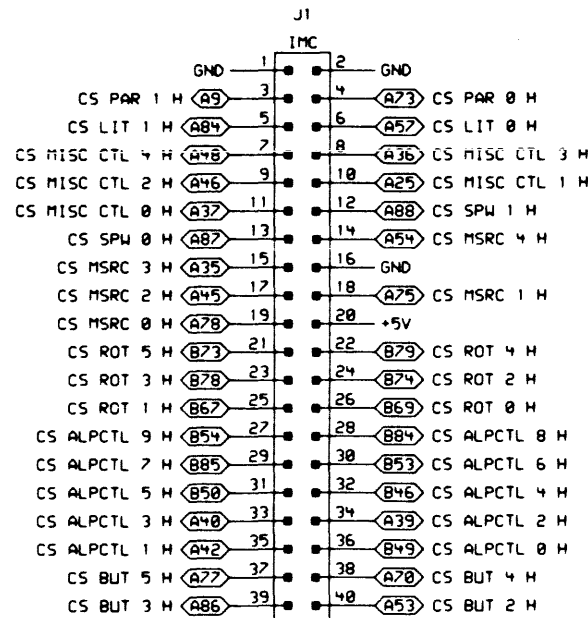 J1
IMC
GND 1 2 GND
CS PAR 1 H A9 3 4 A73 CS PAR 0 H
CS LIT 1 H A84 5 6 A57 CS LIT 0 H
CS MISC CTL 4 H A48 7 8 A36 CS MISC CTL 3 H
CS MISC CTL 2 H A46 9 10 A25 CS MISC CTL 1 H
CS MISC CTL 0 H A37 11 12 A88 CS SPW 1 H
CS SPW 0 H A87 13 14 A54 CS MSRC 4 H
CS MSRC 3 H A35 15 16 GND
CS MSRC 2 H A45 17 18 A75 CS MSRC 1 H
CS MSRC 0 H A78 19 20 +5V
CS ROT 5 H B73 21 22 B79 CS ROT 4 H
CS ROT 3 H B78 23 24 B74 CS ROT 2 H
CS ROT 1 H B67 25 26 B69 CS ROT 0 H
CS ALPCTL 9 H B54 27 28 B84 CS ALPCTL 8 H
CS ALPCTL 7 H B85 29 30 B53 CS ALPCTL 6 H
CS ALPCTL 5 H B50 31 32 B46 CS ALPCTL 4 H
CS ALPCTL 3 H A40 33 34 A39 CS ALPCTL 2 H
CS ALPCTL 1 H A42 35 36 B49 CS ALPCTL 0 H
CS BUT 5 H A77 37 38 A70 CS BUT 4 H
CS BUT 3 H A86 39 40 A53 CS BUT 2 H